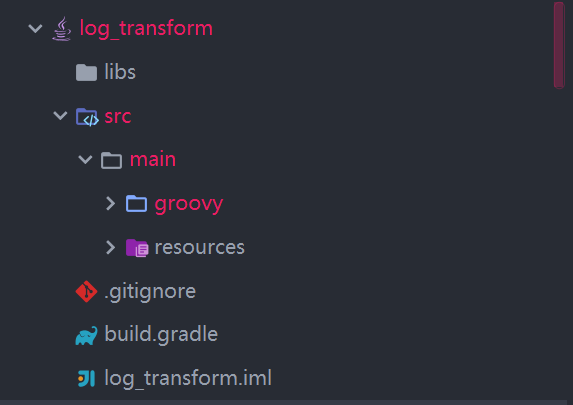 log_transform
libs
src
main
groovy
resources
.gitignore
build.gradle
log_transform.iml